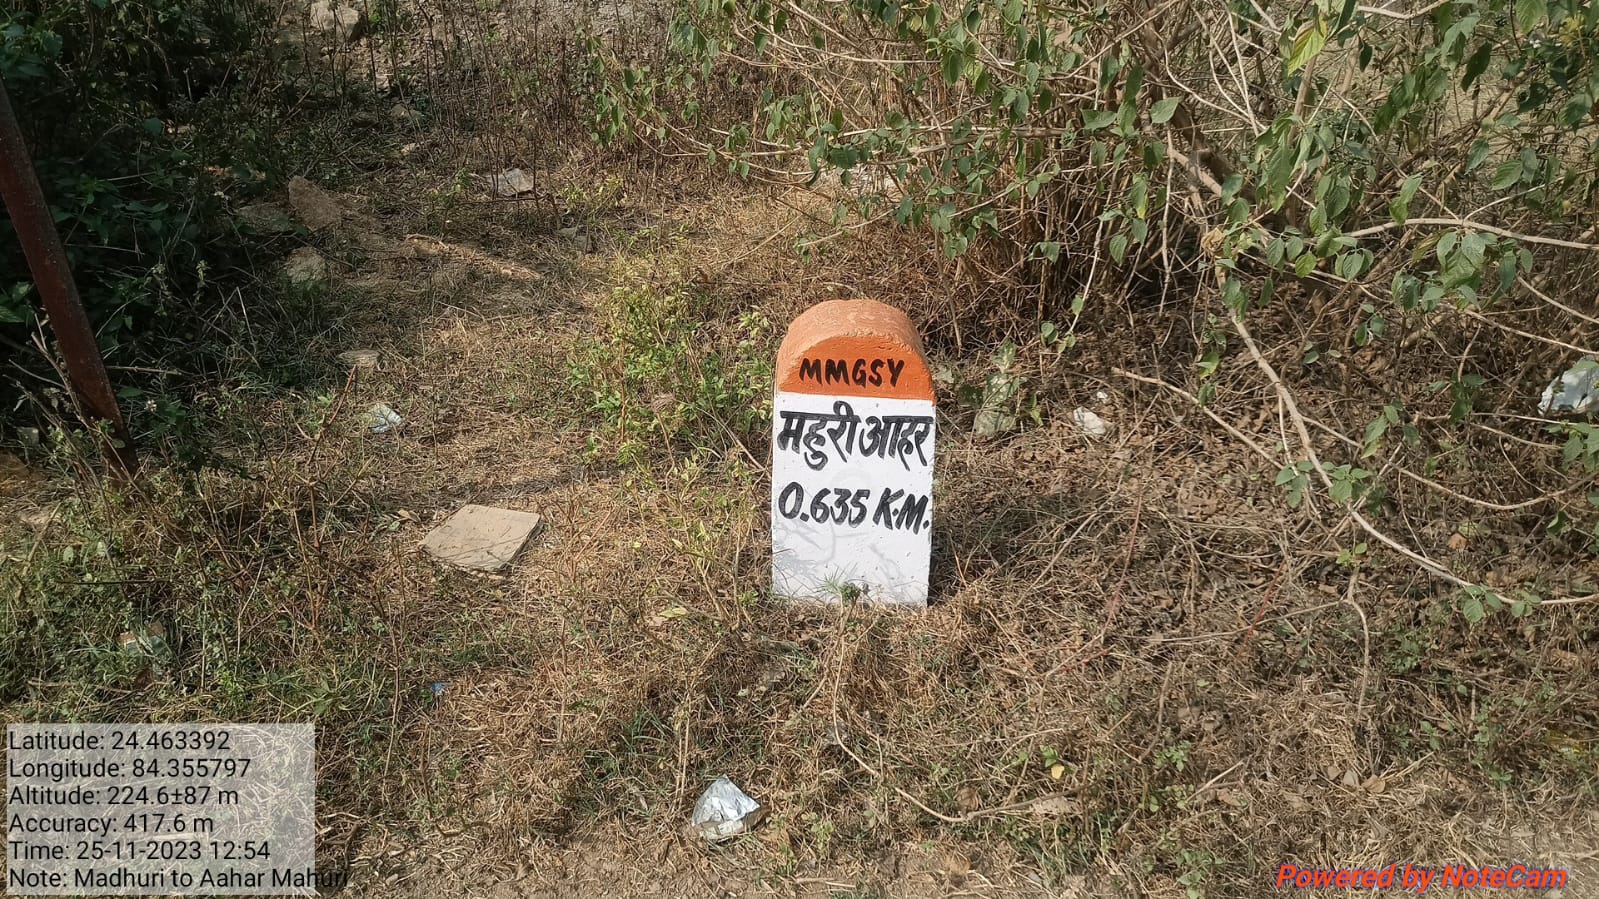 MMGSY
महुरी आहर
0.635 K.M.
Latitude: 24.463392
Longitude: 84.355797
Altitude: 224.6±87 m
Accuracy: 417.6 m
Time: 25-11-2023 12:54
Note: Madhuri to Aahar Mahuri
Powered by NoteCam